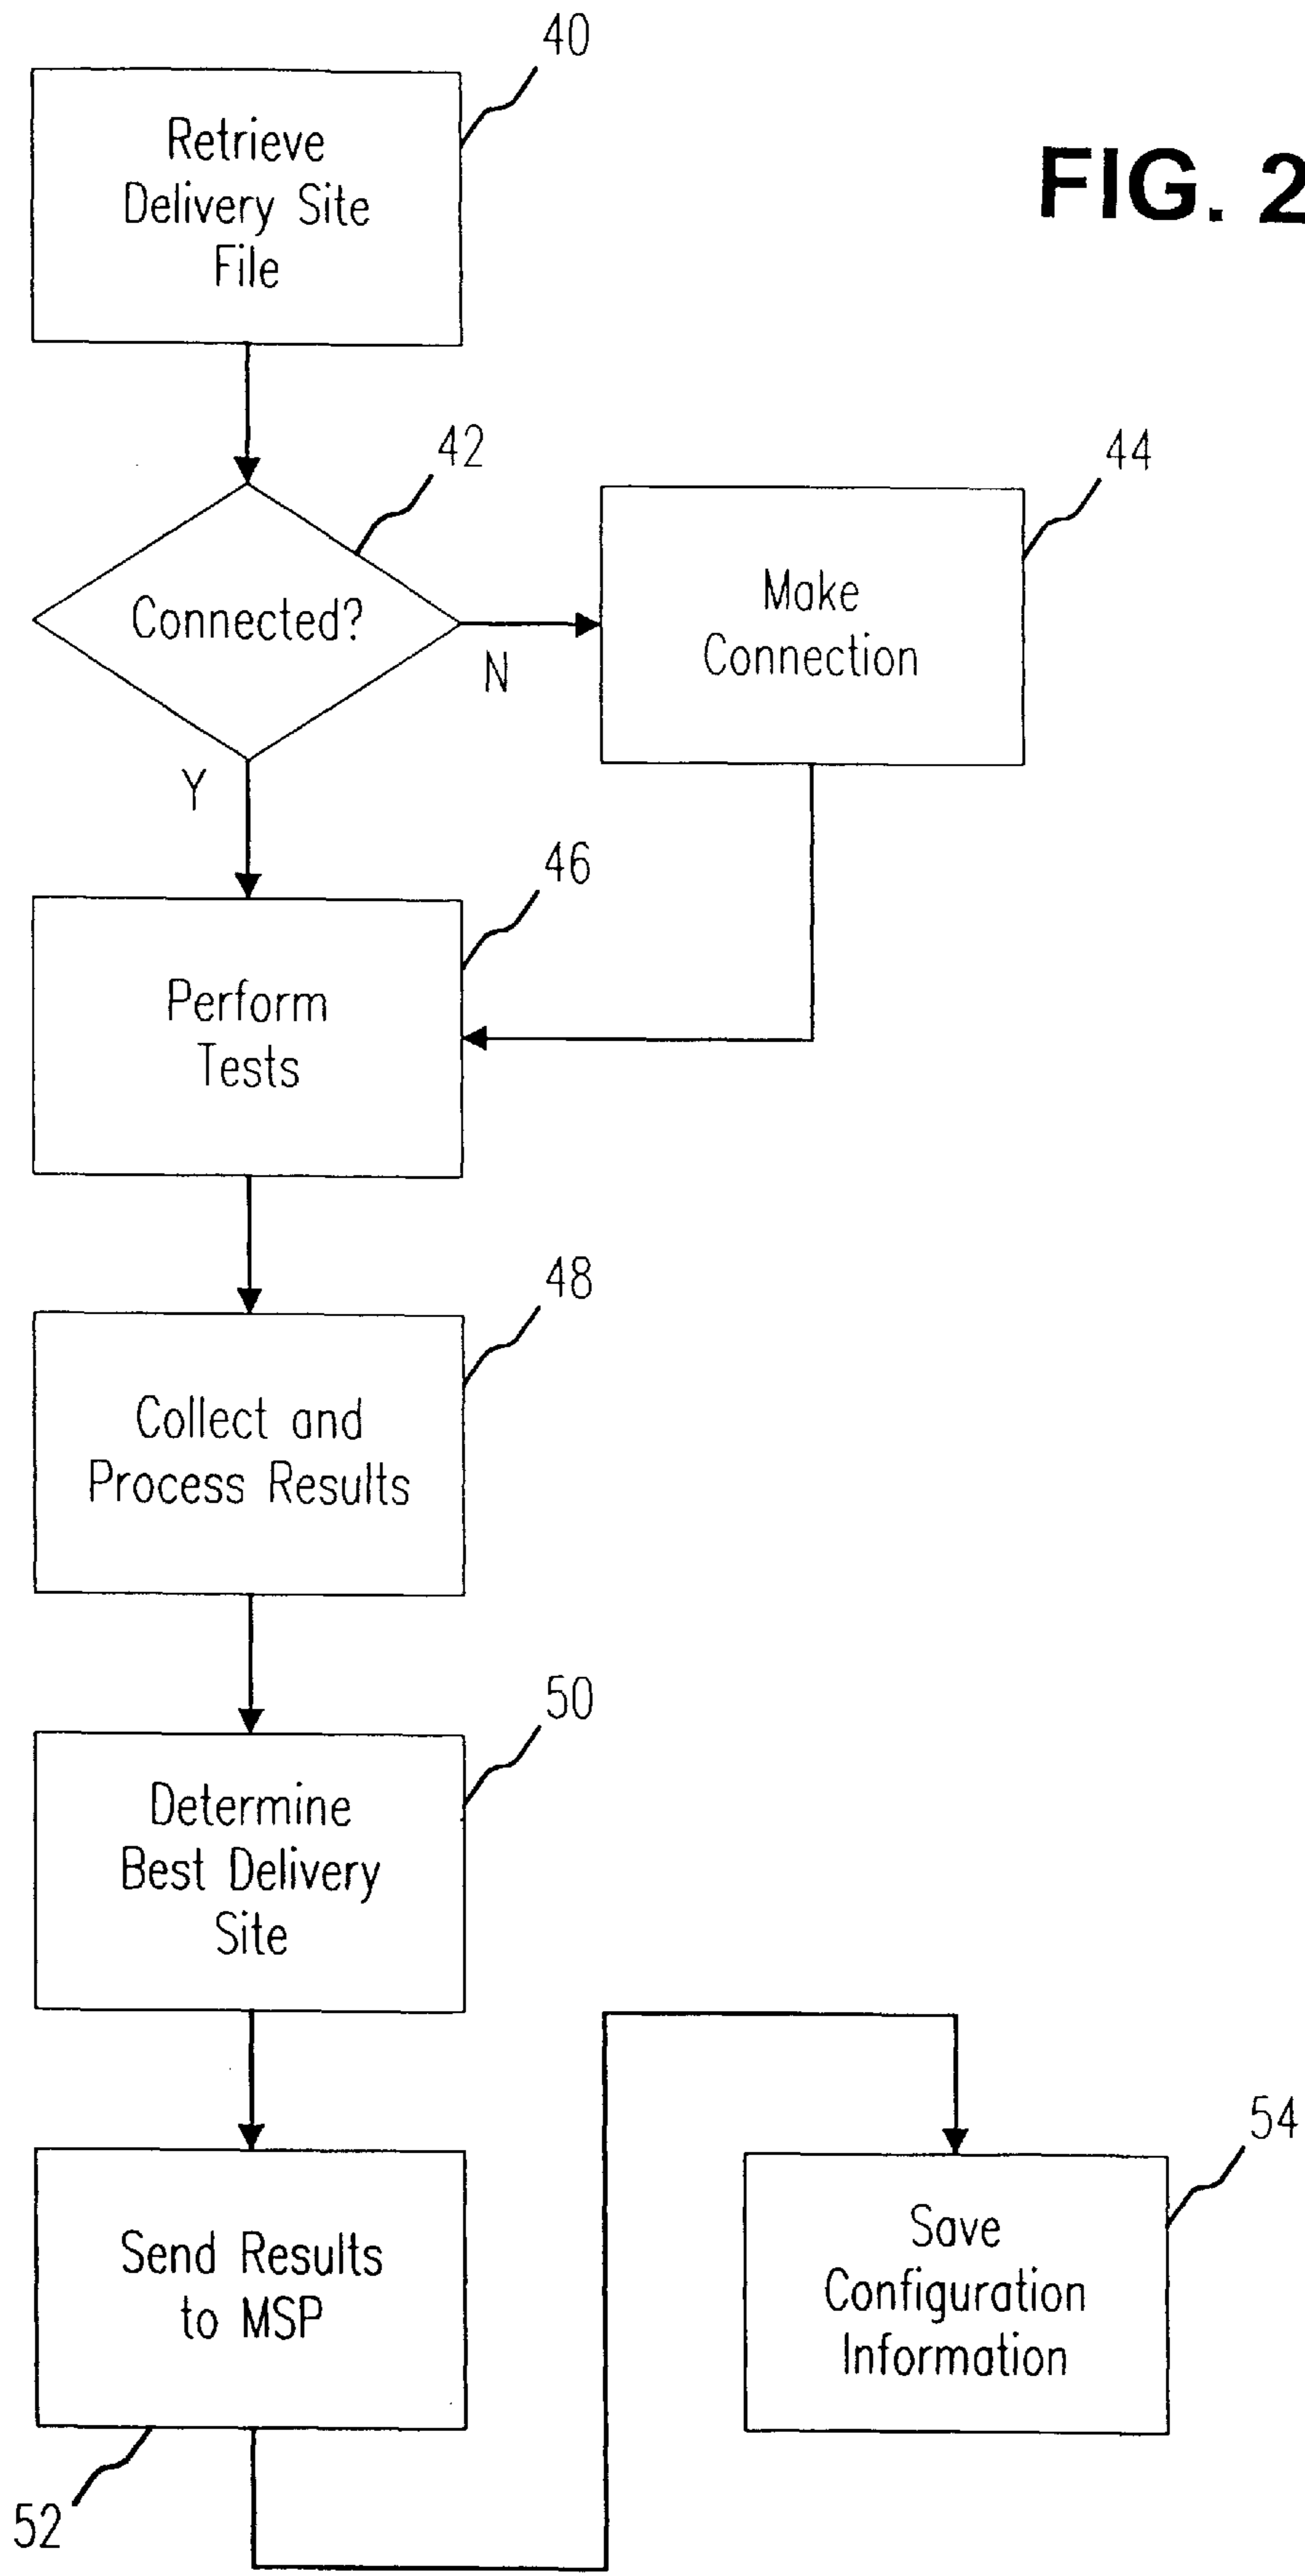 40
FIG. 2
Retrieve
Delivery Site
File
42
44
Connected?
Make
Connection
N
Y
46
Perform
Tests
48
Collect and
Process Results
50
Determine
Best Delivery
Site
54
Send Results
to MSP
Save
Configuration
Information
52